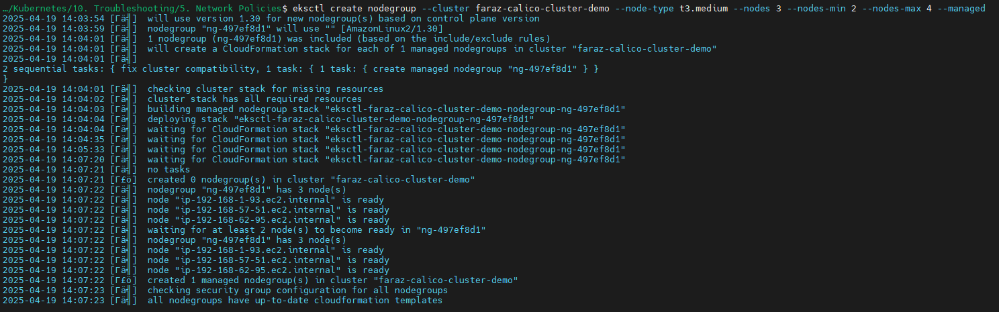 …/Kubernetes/10. Troubleshooting/5. Network Policies$ eksctl create nodegroup --cluster faraz-calico-cluster-demo --node-type t3.medium --nodes 3 --nodes-min 2 --nodes-max 4 --managed
2025-04-19 14:03:54 [Γä╣]  will use version 1.30 for new nodegroup(s) based on control plane version
2025-04-19 14:03:59 [Γä╣]  nodegroup "ng-497ef8d1" will use "" [AmazonLinux2/1.30]
2025-04-19 14:04:01 [Γä╣]  1 nodegroup (ng-497ef8d1) was included (based on the include/exclude rules)
2025-04-19 14:04:01 [Γä╣]  will create a CloudFormation stack for each of 1 managed nodegroups in cluster "faraz-calico-cluster-demo"
2025-04-19 14:04:01 [Γä╣]
2 sequential tasks: { fix cluster compatibility, 1 task: { 1 task: { create managed nodegroup "ng-497ef8d1" } }
}
2025-04-19 14:04:01 [Γä╣]  checking cluster stack for missing resources
2025-04-19 14:04:02 [Γä╣]  cluster stack has all required resources
2025-04-19 14:04:03 [Γä╣]  building managed nodegroup stack "eksctl-faraz-calico-cluster-demo-nodegroup-ng-497ef8d1"
2025-04-19 14:04:04 [Γä╣]  deploying stack "eksctl-faraz-calico-cluster-demo-nodegroup-ng-497ef8d1"
2025-04-19 14:04:04 [Γä╣]  waiting for CloudFormation stack "eksctl-faraz-calico-cluster-demo-nodegroup-ng-497ef8d1"
2025-04-19 14:04:35 [Γä╣]  waiting for CloudFormation stack "eksctl-faraz-calico-cluster-demo-nodegroup-ng-497ef8d1"
2025-04-19 14:05:33 [Γä╣]  waiting for CloudFormation stack "eksctl-faraz-calico-cluster-demo-nodegroup-ng-497ef8d1"
2025-04-19 14:07:20 [Γä╣]  waiting for CloudFormation stack "eksctl-faraz-calico-cluster-demo-nodegroup-ng-497ef8d1"
2025-04-19 14:07:21 [Γä╣]  no tasks
2025-04-19 14:07:21 [Γ£ö]  created 0 nodegroup(s) in cluster "faraz-calico-cluster-demo"
2025-04-19 14:07:22 [Γä╣]  nodegroup "ng-497ef8d1" has 3 node(s)
2025-04-19 14:07:22 [Γä╣]  node "ip-192-168-1-93.ec2.internal" is ready
2025-04-19 14:07:22 [Γä╣]  node "ip-192-168-57-51.ec2.internal" is ready
2025-04-19 14:07:22 [Γä╣]  node "ip-192-168-62-95.ec2.internal" is ready
2025-04-19 14:07:22 [Γä╣]  waiting for at least 2 node(s) to become ready in "ng-497ef8d1"
2025-04-19 14:07:22 [Γä╣]  nodegroup "ng-497ef8d1" has 3 node(s)
2025-04-19 14:07:22 [Γä╣]  node "ip-192-168-1-93.ec2.internal" is ready
2025-04-19 14:07:22 [Γä╣]  node "ip-192-168-57-51.ec2.internal" is ready
2025-04-19 14:07:22 [Γä╣]  node "ip-192-168-62-95.ec2.internal" is ready
2025-04-19 14:07:22 [Γ£ö]  created 1 managed nodegroup(s) in cluster "faraz-calico-cluster-demo"
2025-04-19 14:07:23 [Γä╣]  checking security group configuration for all nodegroups
2025-04-19 14:07:23 [Γä╣]  all nodegroups have up-to-date cloudformation templates